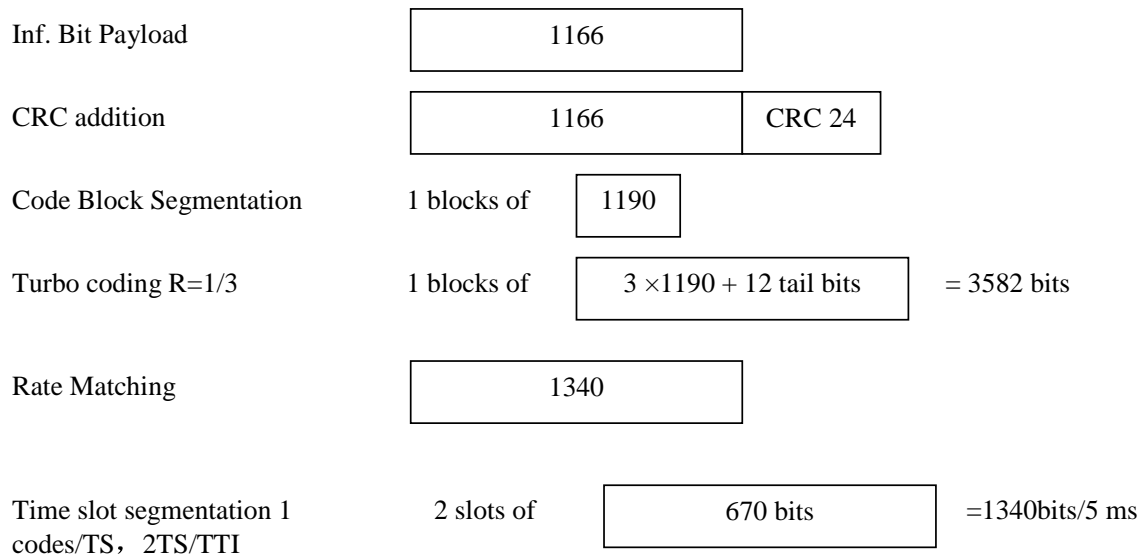 Inf. Bit Payload 1166
CRC addition 1166 CRC 24
Code Block Segmentation 1 blocks of 1190
Turbo coding R=1/3 1 blocks of 3 ×1190 + 12 tail bits = 3582 bits
Rate Matching 1340
Time slot segmentation 1 2 slots of 670 bits =1340bits/5 ms
codes/TS，2TS/TTI